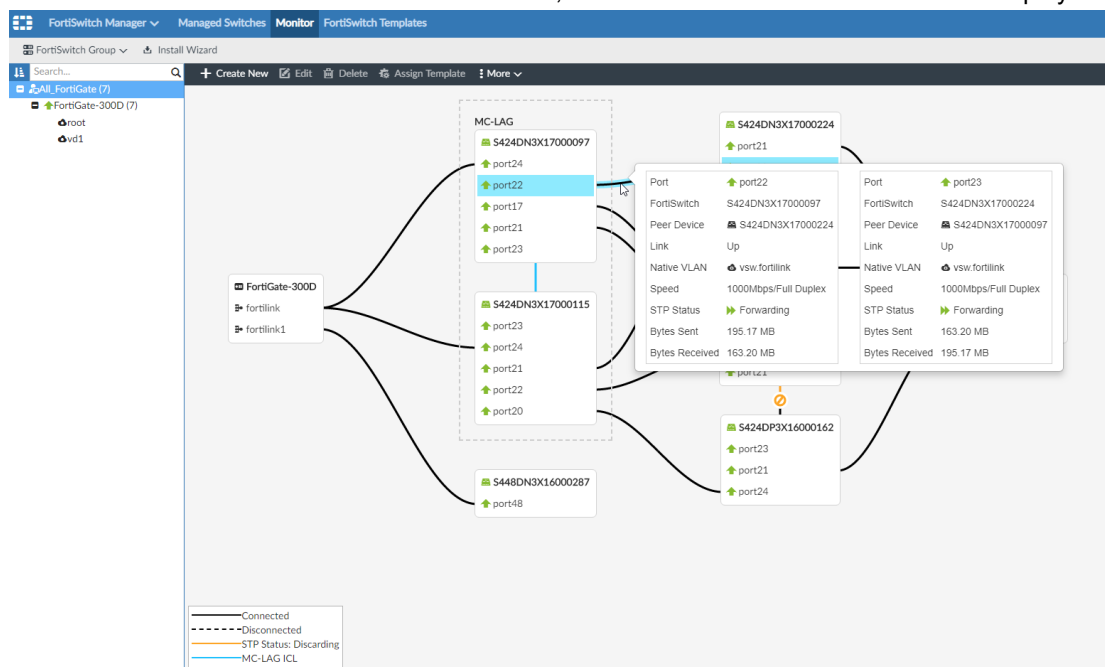 FortiSwitch Manager Managed Switches Monitor FortiSwitch Templates
FortiSwitch Group Install Wizard
Search...
+ Create New Edit Delete Assign Template More
All_FortiGate (7)
FortiGate-300D (7)
root
vd1
MC-LAG
S424DN3X17000097
port24
port22
port17
port21
port23
S424DN3X17000224
port21
Port port22
FortiSwitch S424DN3X17000097
Peer Device S424DN3X17000224
Link Up
Native VLAN vsw.fortilink
Speed 1000Mbps/Full Duplex
STP Status Forwarding
Bytes Sent 195.17 MB
Bytes Received 163.20 MB
Port port23
FortiSwitch S424DN3X17000224
Peer Device S424DN3X17000097
Link Up
Native VLAN vsw.fortilink
Speed 1000Mbps/Full Duplex
STP Status Forwarding
Bytes Sent 163.20 MB
Bytes Received 195.17 MB
FortiGate-300D
fortilink
fortilink1
S424DN3X17000115
port23
port24
port21
port22
port20
port21
S424DP3X16000162
port23
port21
port24
S448DN3X16000287
port48
Connected
Disconnected
STP Status: Discarding
MC-LAG ICL